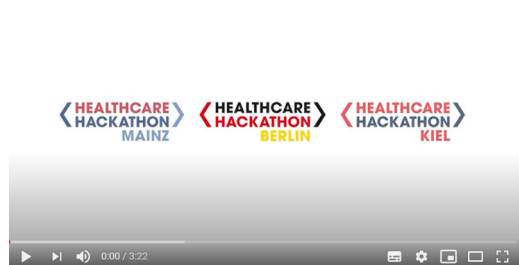 HEALTHCARE
HACKATHON
MAINZ
HEALTHCARE
HACKATHON
BERLIN
HEALTHCARE
HACKATHON
KIEL
0:00 / 3:22